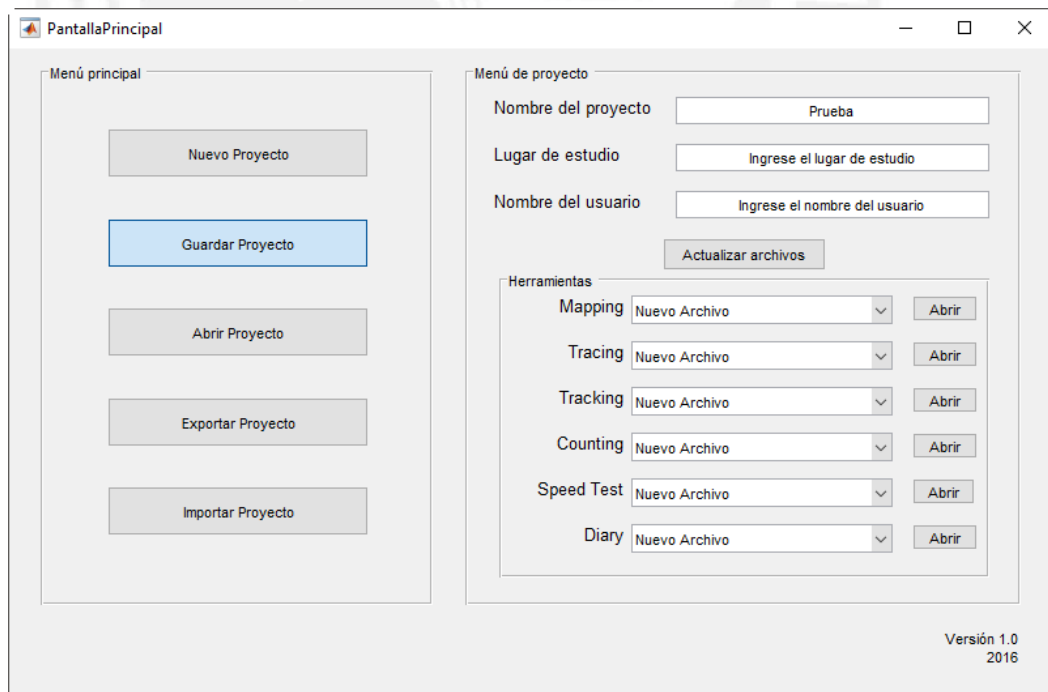 PantallaPrincipal
Menú principal
Nuevo Proyecto
Guardar Proyecto
Abrir Proyecto
Exportar Proyecto
Importar Proyecto
Menú de proyecto
Nombre del proyecto Prueba
Lugar de estudio Ingrese el lugar de estudio
Nombre del usuario Ingrese el nombre del usuario
Actualizar archivos
Herramientas
Mapping Nuevo Archivo Abrir
Tracing Nuevo Archivo Abrir
Tracking Nuevo Archivo Abrir
Counting Nuevo Archivo Abrir
Speed Test Nuevo Archivo Abrir
Diary Nuevo Archivo Abrir
Versión 1.0
2016